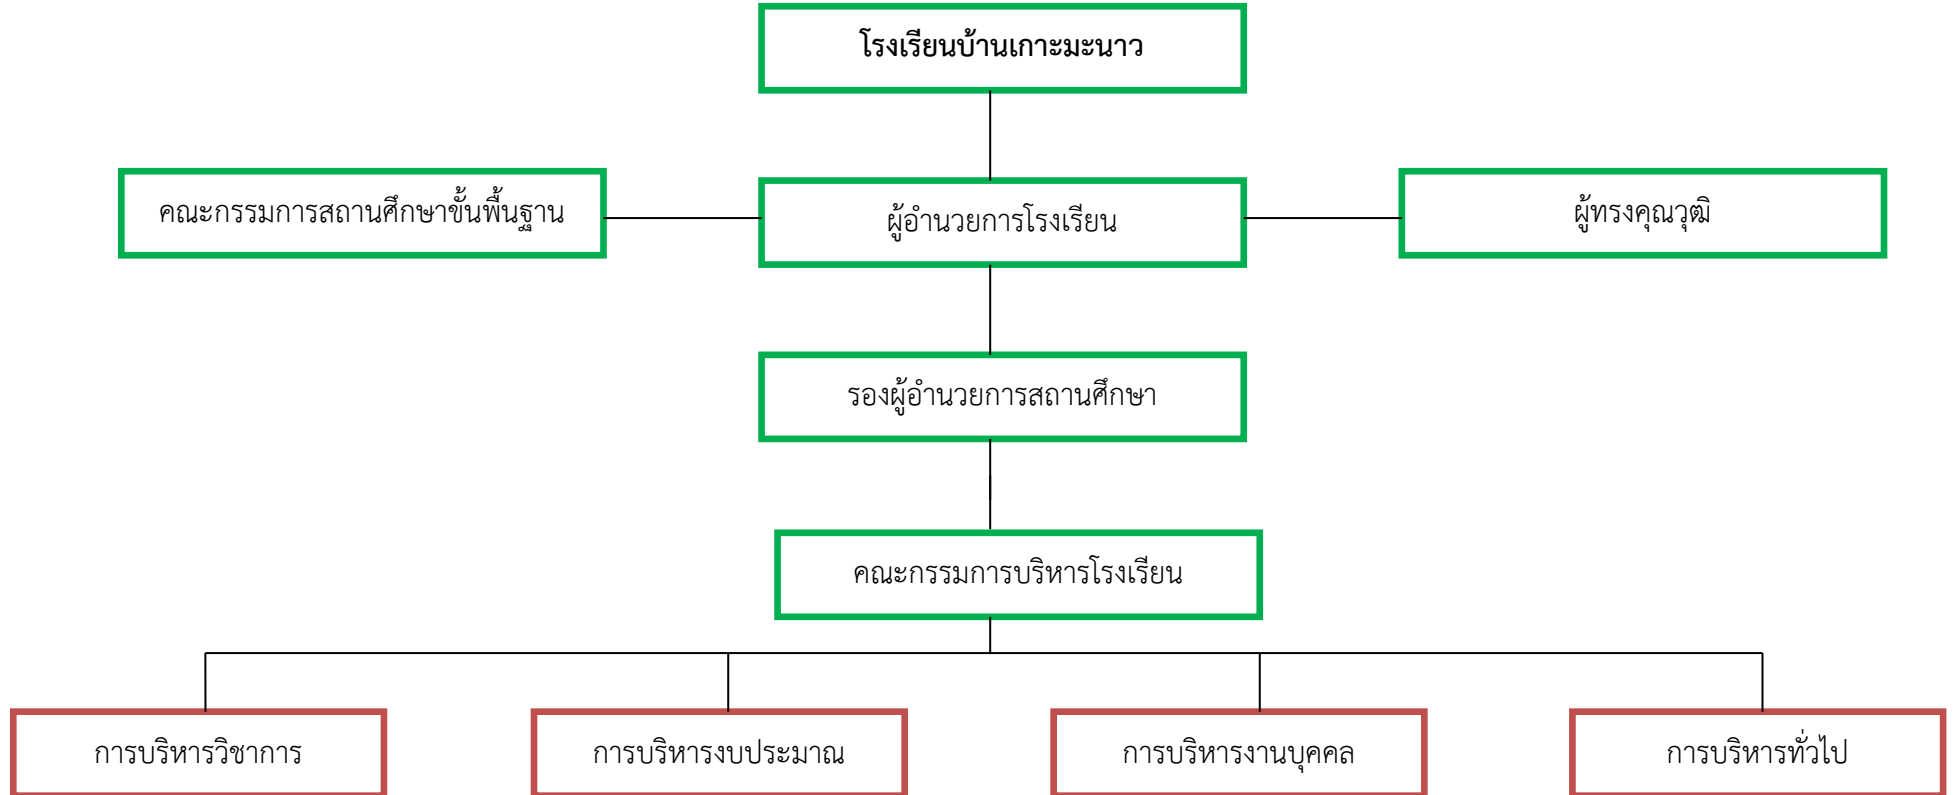 โรงเรียนบ้านเกาะมะนาว
คณะกรรมการสถานศึกษาขั้นพื้นฐาน
ผู้อำนวยการโรงเรียน
ผู้ทรงคุณวุฒิ
รองผู้อำนวยการสถานศึกษา
คณะกรรมการบริหารโรงเรียน
การบริหารวิชาการ
การบริหารงบประมาณ
การบริหารงานบุคคล
การบริหารทั่วไป